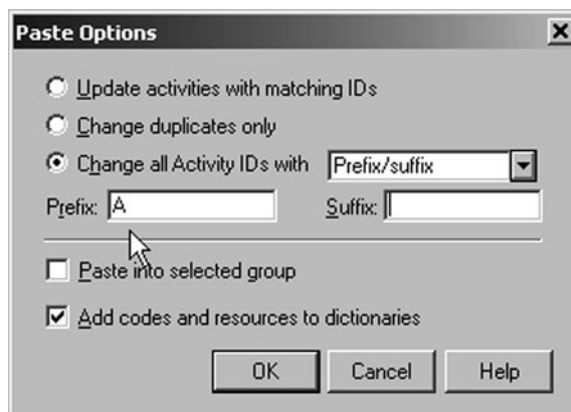 Paste Options
Update activities with matching IDs
Change duplicates only
Change all Activity IDs with Prefix/suffix
Prefix: A Suffix:
Paste into selected group
Add codes and resources to dictionaries
OK Cancel Help